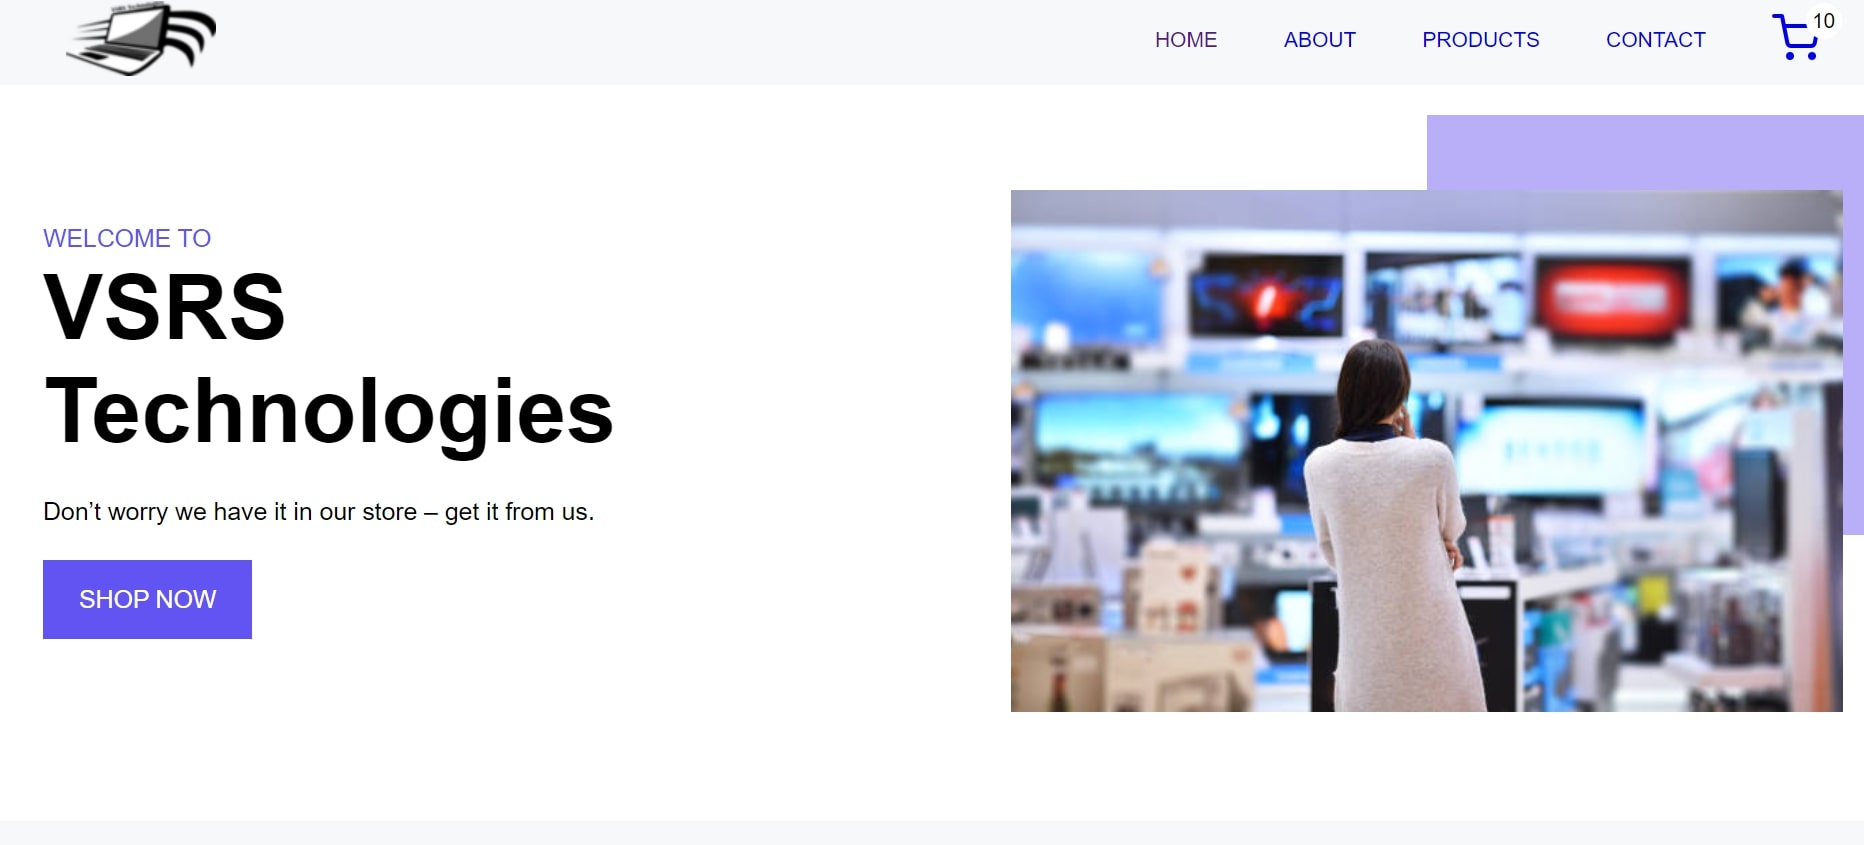 HOME ABOUT PRODUCTS CONTACT 10
WELCOME TO
VSRS
Technologies
Don’t worry we have it in our store – get it from us.
SHOP NOW